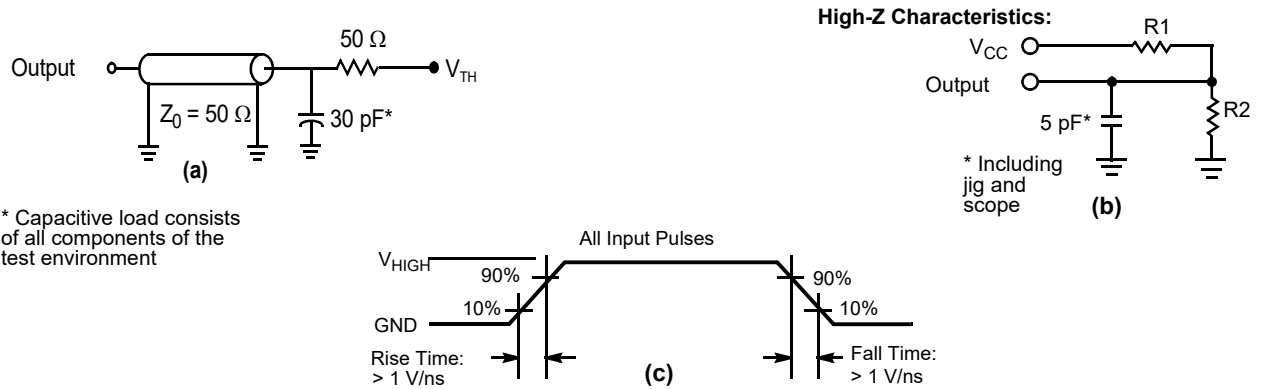 50 Ω
Output
V_TH
Z_0 = 50 Ω
30 pF*
(a)
* Capacitive load consists
of all components of the
test environment
High-Z Characteristics:
R1
V_CC
Output
R2
5 pF*
* Including
jig and
scope
(b)
All Input Pulses
V_HIGH
90%
90%
10%
10%
GND
Rise Time:
> 1 V/ns
Fall Time:
> 1 V/ns
(c)